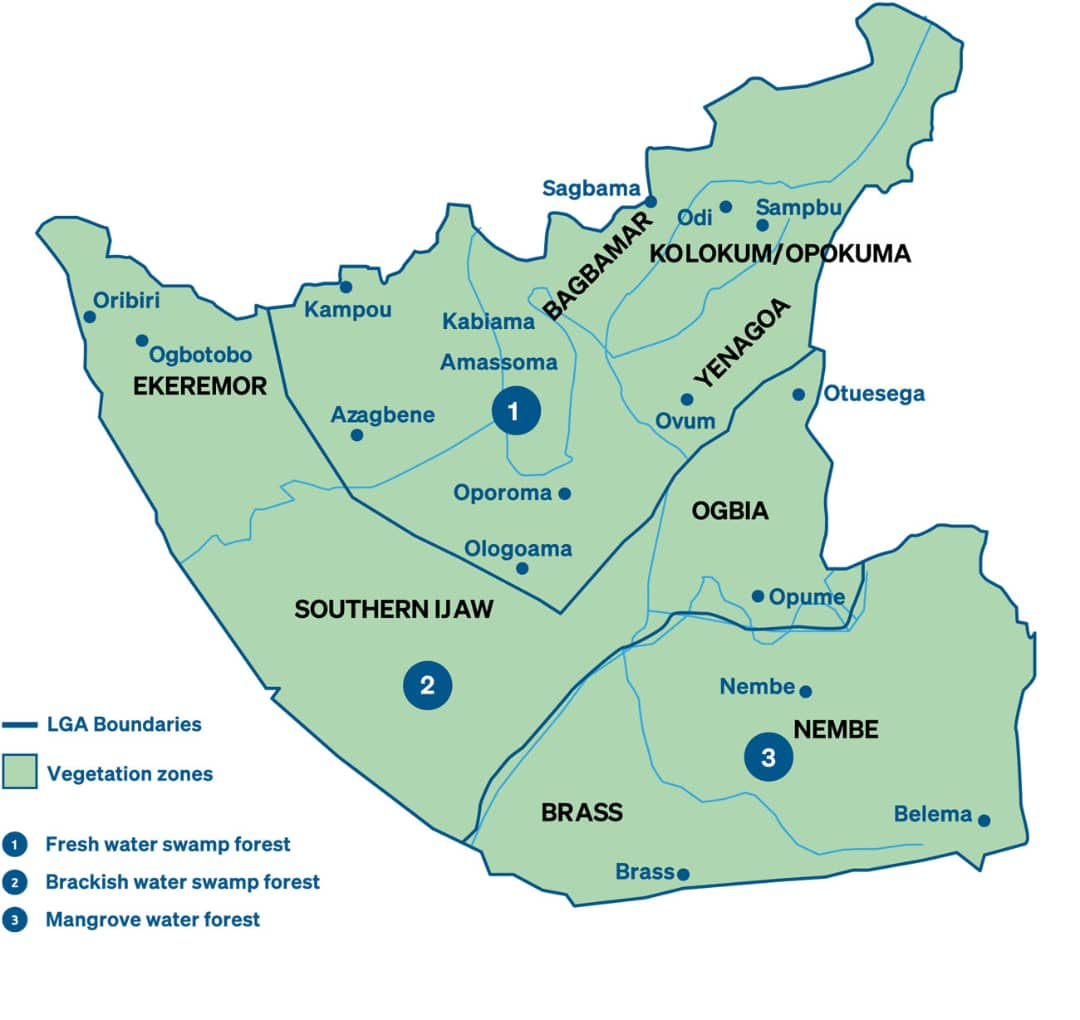 Sagbama
Odi
Sampbu
BAGBAMAR
KOLOKUM/OPOKUMA
Oribiri
Kampou
Kabiama
YENAGOA
Ogbotobo
Amassoma
EKEREMOR
Otuesega
Azagbene
1
Ovum
Oporoma
OGBIA
Ologoama
SOUTHERN IJAW
Opume
2
Nembe
NEMBE
3
BRASS
Belema
Brass
LGA Boundaries
Vegetation zones
1 Fresh water swamp forest
2 Brackish water swamp forest
3 Mangrove water forest